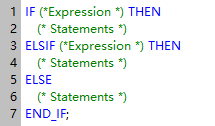 1 IF (*Expression *) THEN
2 (* Statements *)
3 ELSIF (*Expression *) THEN
4 (* Statements *)
5 ELSE
6 (* Statements *)
7 END_IF;